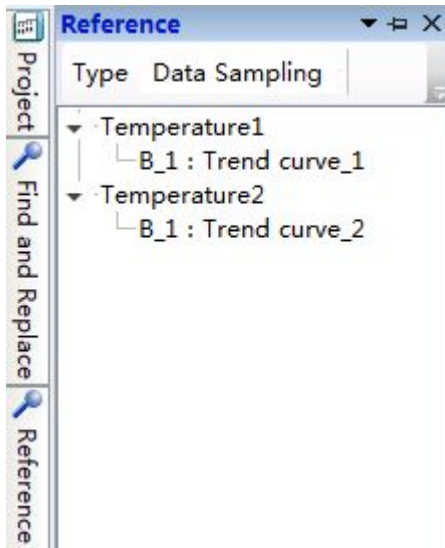 Reference
Type Data Sampling
Temperature1
B_1 : Trend curve_1
Temperature2
B_1 : Trend curve_2
Project
Find and Replace
Reference